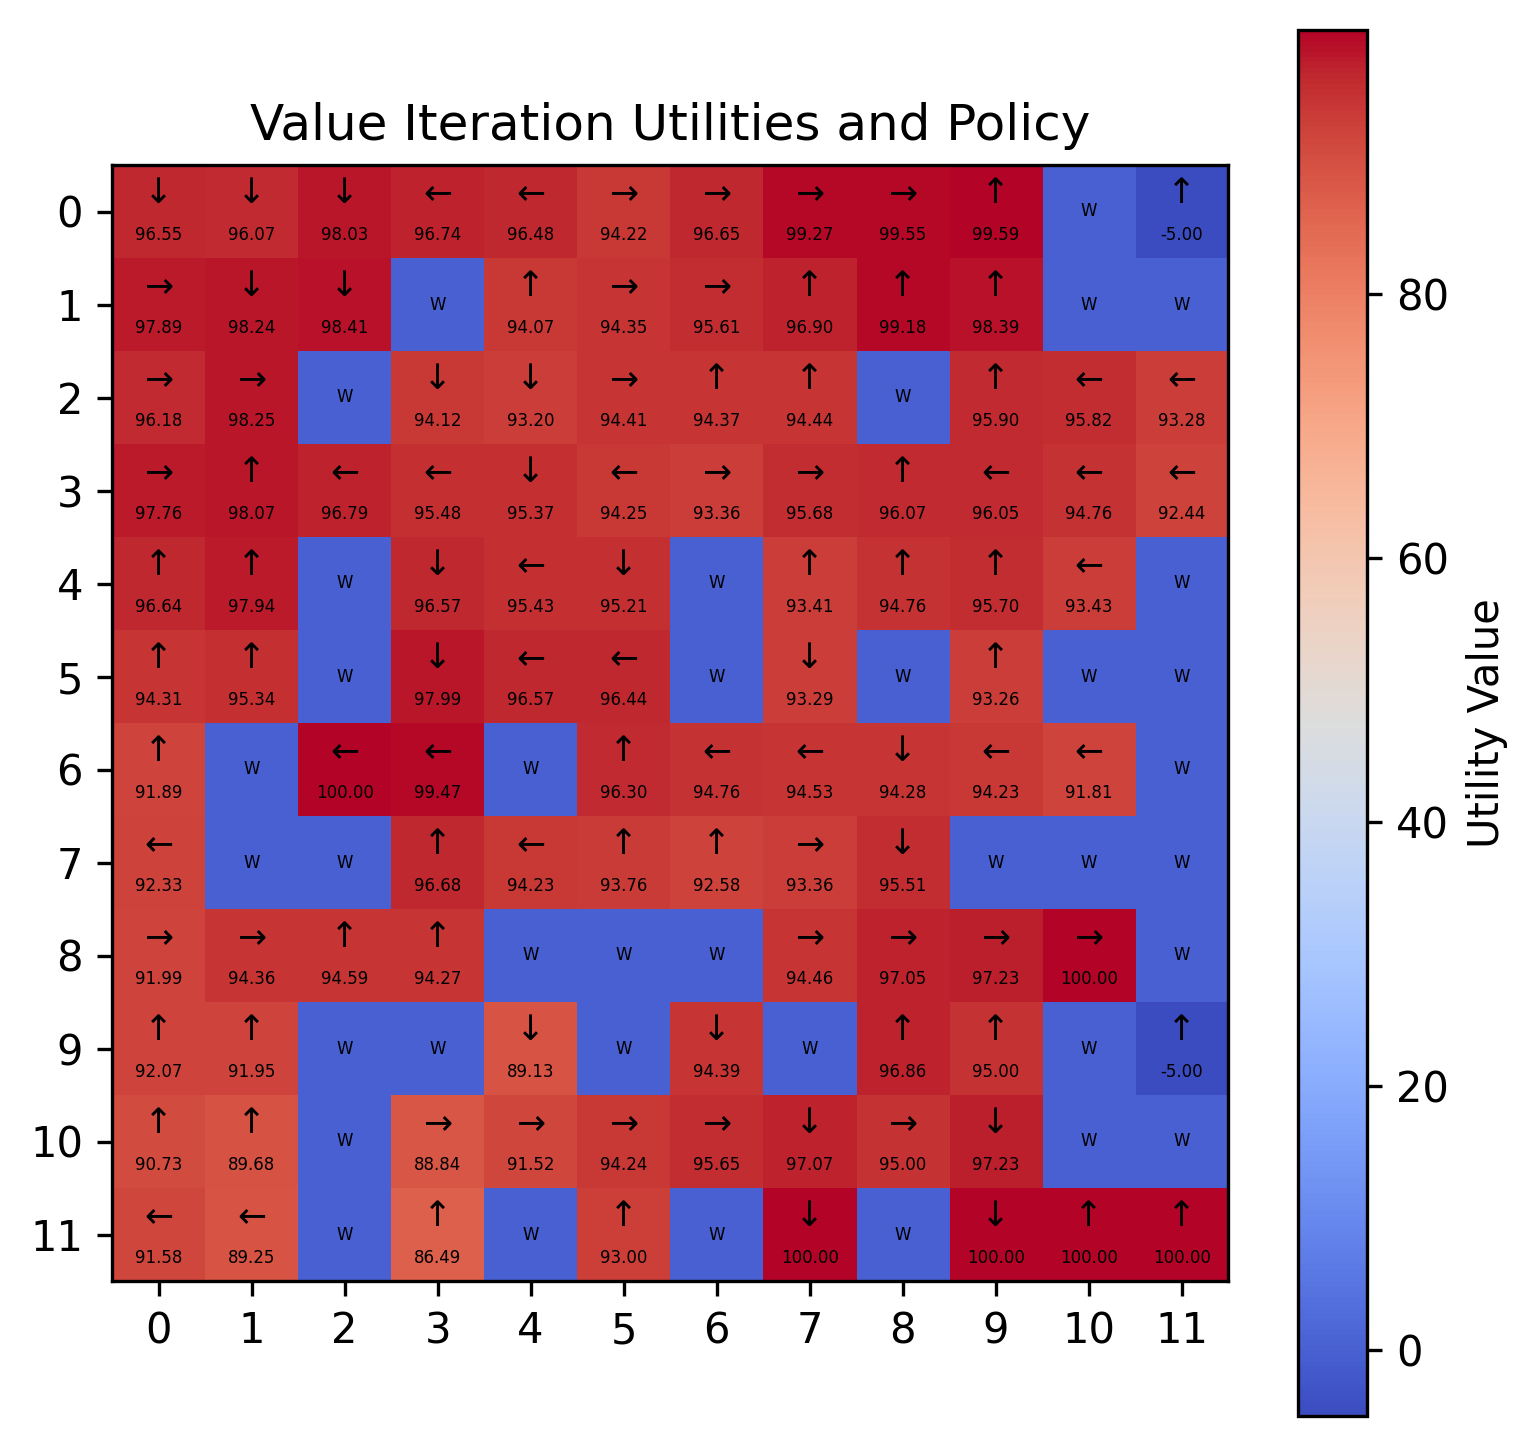 Value Iteration Utilities and Policy
0 ↓ ↓ ↓ ← ← → → → → ↑ W ↑
96.55 96.07 98.03 96.74 96.48 94.22 96.65 99.27 99.55 99.59 -5.00
1 → ↓ ↓ W ↑ → → ↑ ↑ ↑ W W
97.89 98.24 98.41 94.07 94.35 95.61 96.90 99.18 98.39
2 → → W ↓ ↓ → ↑ ↑ W ↑ ← ←
96.18 98.25 94.12 93.20 94.41 94.37 94.44 95.90 95.82 93.28
3 → ↑ ← ← ↓ ← → → ↑ ← ← ←
97.76 98.07 96.79 95.48 95.37 94.25 93.36 95.68 96.07 96.05 94.76 92.44
4 ↑ ↑ W ↓ ← ↓ W ↑ ↑ ↑ ← W
96.64 97.94 96.57 95.43 95.21 93.41 94.76 95.70 93.43
5 ↑ ↑ W ↓ ← ← W ↓ W ↑ W W
94.31 95.34 97.99 96.57 96.44 93.29 93.26
6 ↑ W ← ← W ↑ ← ← ↓ ← ← W
91.89 100.00 99.47 96.30 94.76 94.53 94.28 94.23 91.81
7 ← W W ↑ ← ↑ ↑ → ↓ W W W
92.33 96.68 94.23 93.76 92.58 93.36 95.51
8 → → ↑ ↑ W W W → → → → W
91.99 94.36 94.59 94.27 94.46 97.05 97.23 100.00
9 ↑ ↑ W W ↓ W ↓ W ↑ ↑ W ↑
92.07 91.95 89.13 94.39 96.86 95.00 -5.00
10 ↑ ↑ W → → → → ↓ → ↓ W W
90.73 89.68 88.84 91.52 94.24 95.65 97.07 95.00 97.23
11 ← ← W ↑ W ↑ W ↓ W ↓ ↑ ↑
91.58 89.25 86.49 93.00 100.00 100.00 100.00 100.00
0 1 2 3 4 5 6 7 8 9 10 11
80
60
40
20
0
Utility Value